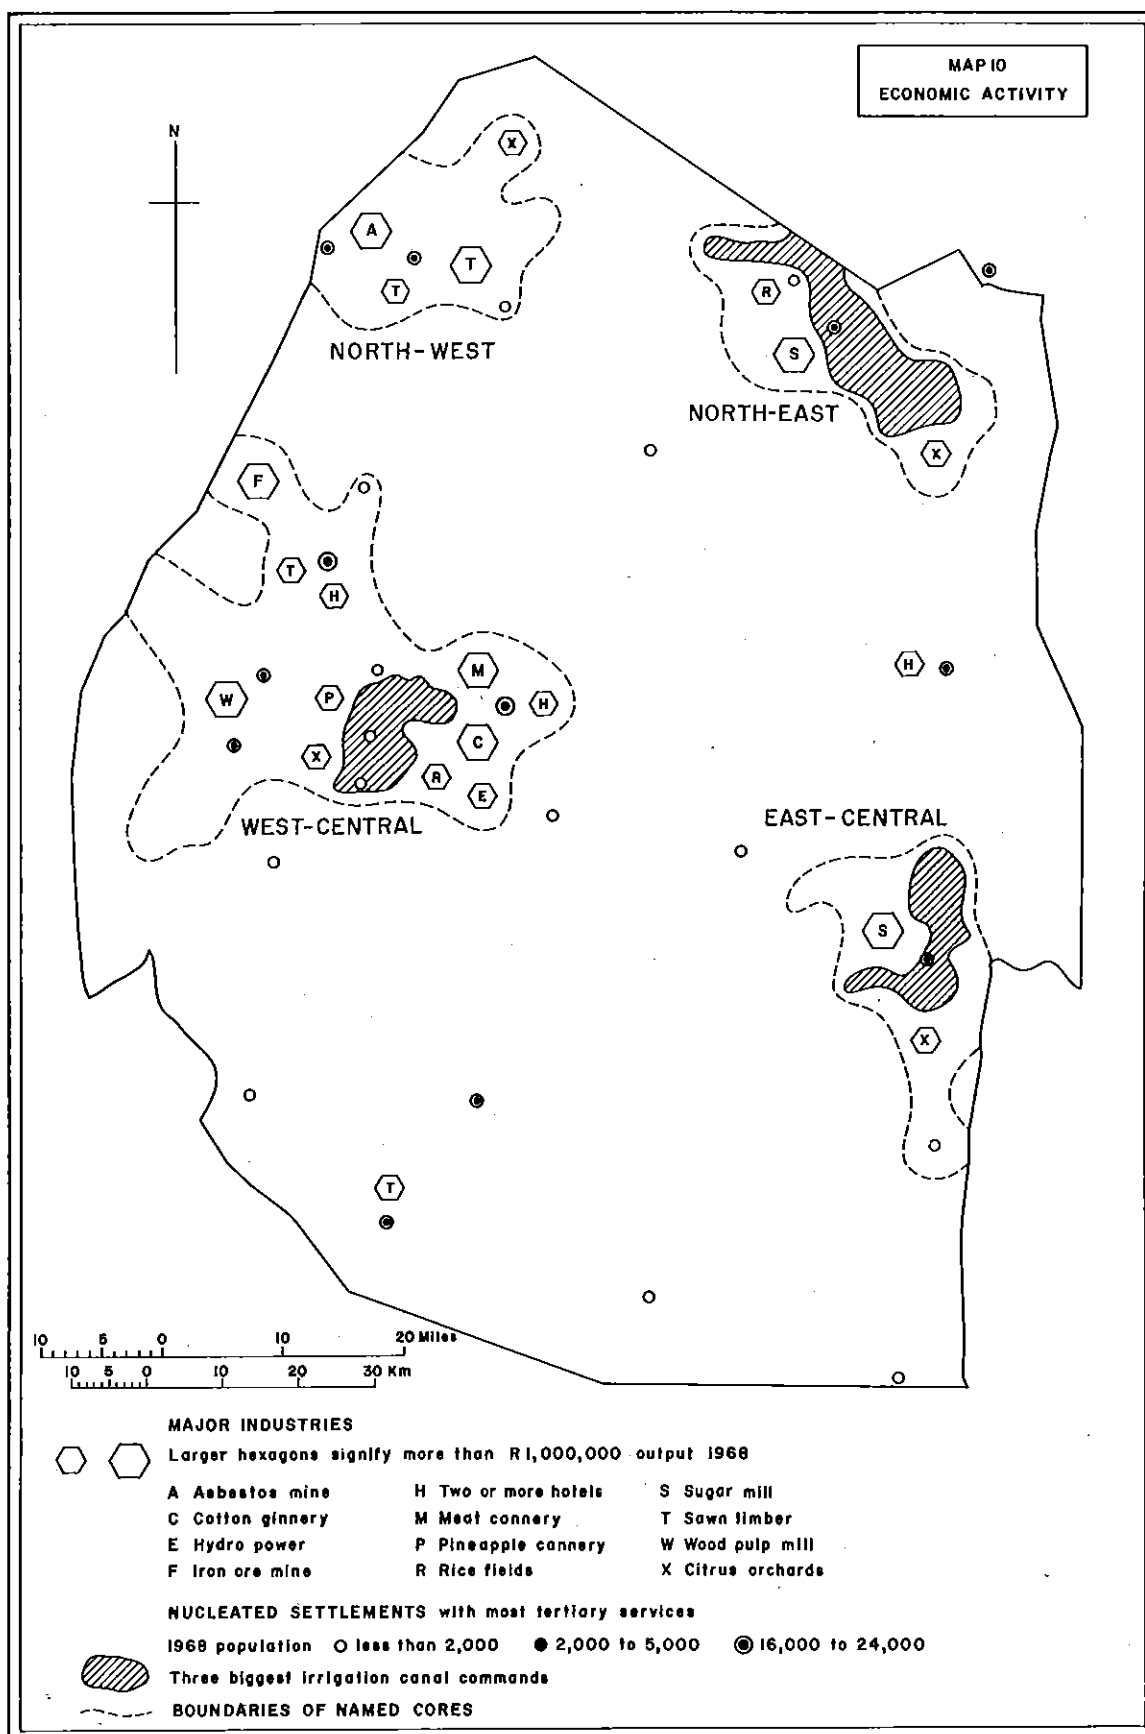 MAP 10
ECONOMIC ACTIVITY
N
X
A
T
T
NORTH-WEST
R
S
NORTH-EAST
X
F
T
H
H
M
W
P
H
C
X
R
E
WEST-CENTRAL
EAST-CENTRAL
S
X
T
10 5 0 10 20 Miles
10 5 0 10 20 30 Km
MAJOR INDUSTRIES
Larger hexagons signify more than R1,000,000 output 1968
A Asbestos mine H Two or more hotels S Sugar mill
C Cotton ginnery M Meat cannery T Sawn timber
E Hydro power P Pineapple cannery W Wood pulp mill
F Iron ore mine R Rice fields X Citrus orchards
NUCLEATED SETTLEMENTS with most tertiary services
1968 population less than 2,000 2,000 to 5,000 16,000 to 24,000
Three biggest irrigation canal commands
BOUNDARIES OF NAMED CORES